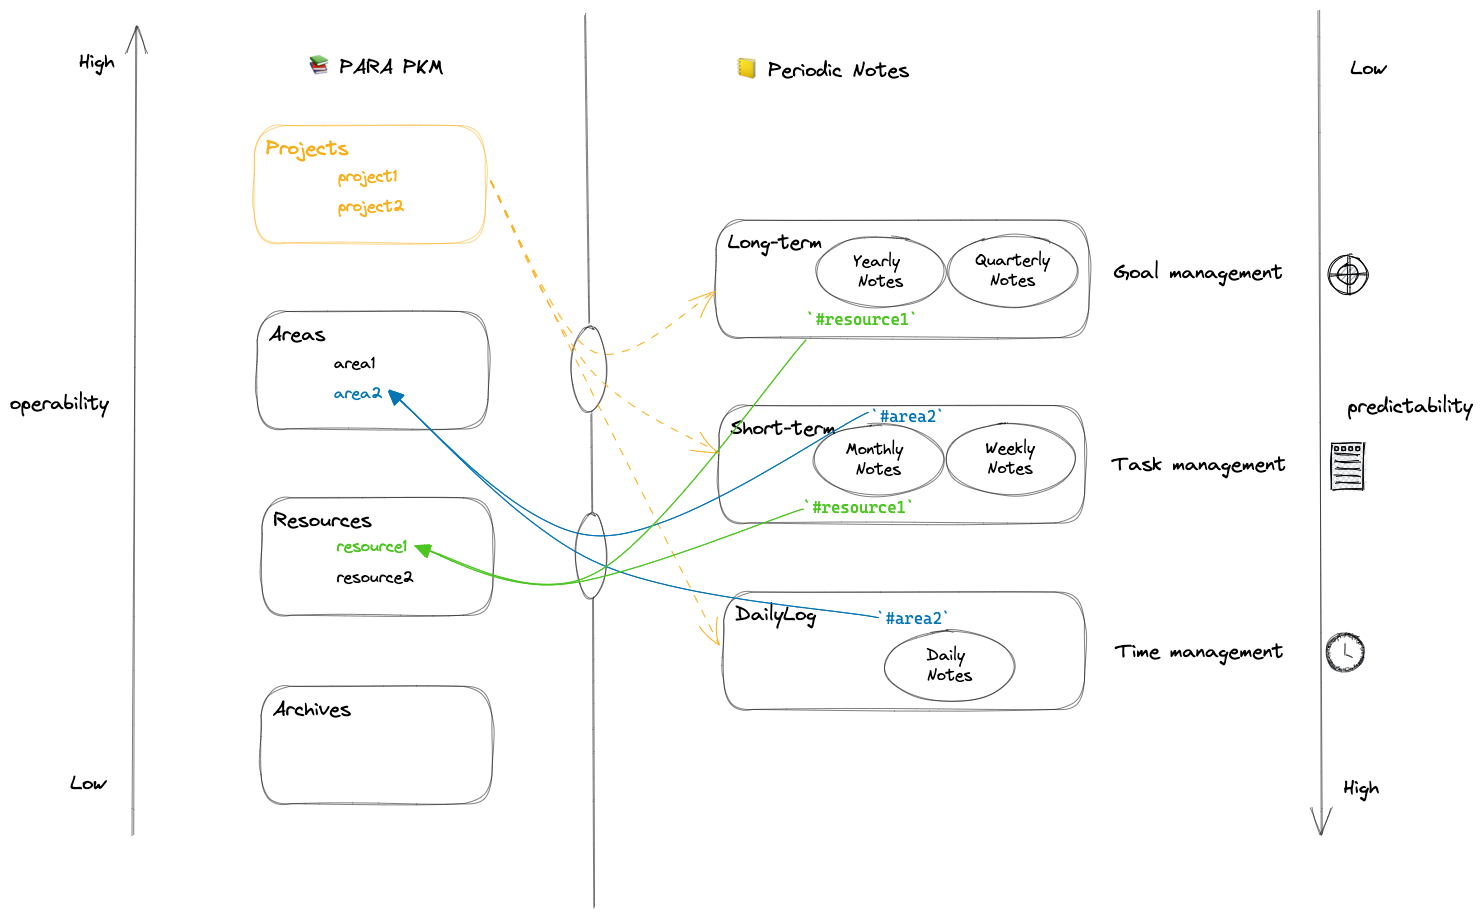 High
operability
Low
PARA PKM
Projects
project1
project2
Areas
area1
area2
Resources
resource1
resource2
Archives
Periodic Notes
Long-term
Yearly
Notes
Quarterly
Notes
`#resource1`
Goal management
`#area2`
Short-term
Monthly
Notes
Weekly
Notes
`#resource1`
Task management
DailyLog
`#area2`
Daily
Notes
Time management
Low
predictability
High